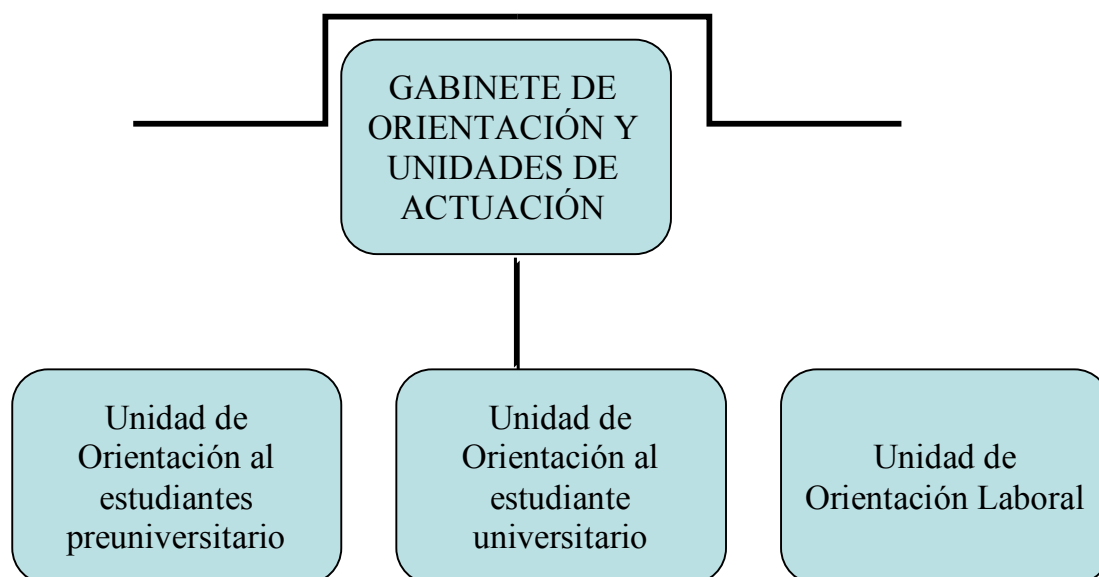 GABINETE DE
ORIENTACIÓN Y
UNIDADES DE
ACTUACIÓN
Unidad de
Orientación al
estudiantes
preuniversitario
Unidad de
Orientación al
estudiante
universitario
Unidad de
Orientación Laboral